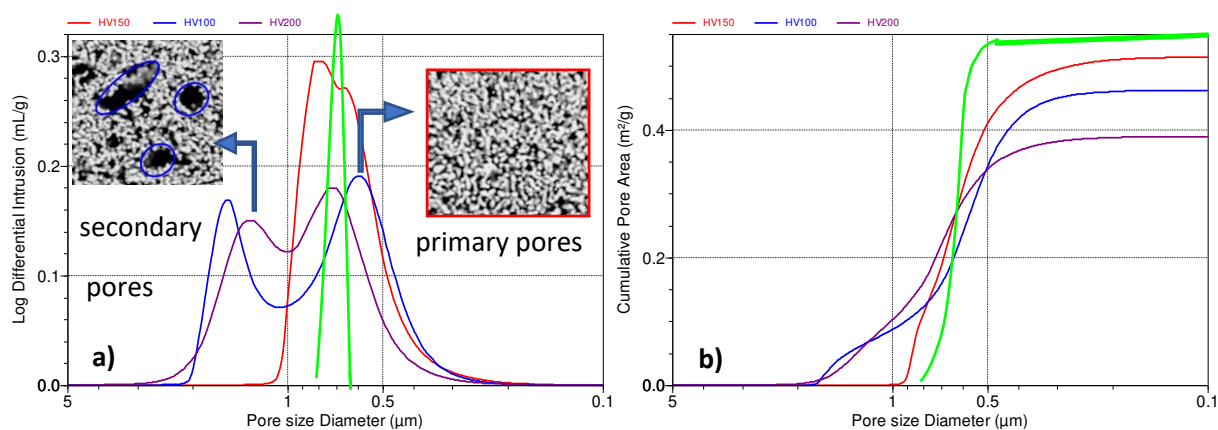 HV150 HV100 HV200
Log Differential Intrusion (mL/g)
0.3
0.2
0.1
0.0
secondary
pores
primary pores
a)
5 1 0.5 0.1
Pore size Diameter (µm)
HV150 HV100 HV200
Cumulative Pore Area (m²/g)
0.4
0.2
0.0
b)
5 1 0.5 0.1
Pore size Diameter (µm)